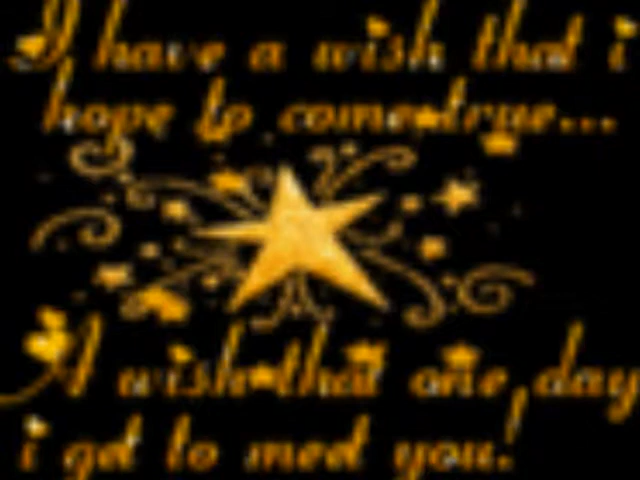 I have a wish that i
hope to come true...
I wish that one day
i get to meet you!